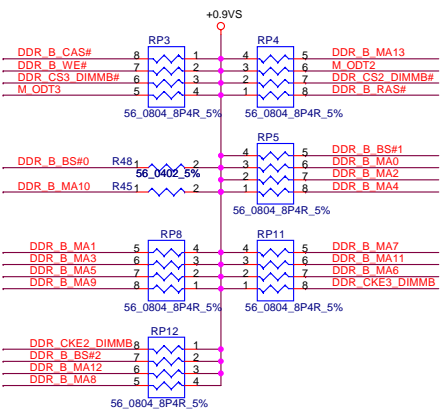 +0.9VS
RP3 RP4
DDR_B_CAS# 8 1 4 5 DDR_B_MA13
DDR_B_WE# 7 2 3 6 M_ODT2
DDR_CS3_DIMMB# 6 3 2 7 DDR_CS2_DIMMB#
M_ODT3 5 4 1 8 DDR_B_RAS#
56_0804_8P4R_5% 56_0804_8P4R_5%
RP5
4 5 DDR_B_BS#1
DDR_B_BS#0 R48 1 2 3 6 DDR_B_MA0
56_0402_5%
2 7 DDR_B_MA2
DDR_B_MA10 R45 1 2 1 8 DDR_B_MA4
56_0804_8P4R_5%
RP8 RP11
DDR_B_MA1 5 4 4 5 DDR_B_MA7
DDR_B_MA3 6 3 3 6 DDR_B_MA11
DDR_B_MA5 7 2 2 7 DDR_B_MA6
DDR_B_MA9 8 1 1 8 DDR_CKE3_DIMMB
56_0804_8P4R_5% 56_0804_8P4R_5%
RP12
DDR_CKE2_DIMMB 8 1
DDR_B_BS#2 7 2
DDR_B_MA12 6 3
DDR_B_MA8 5 4
56_0804_8P4R_5%